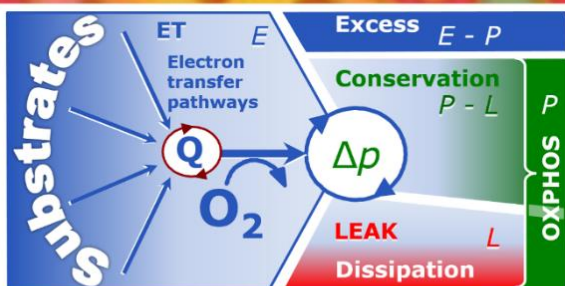 Substrates
ET E
Electron
transfer
pathways
Q
O2
Δp
Excess E - P
Conservation
P - L
LEAK L
Dissipation
P
OXPHOS